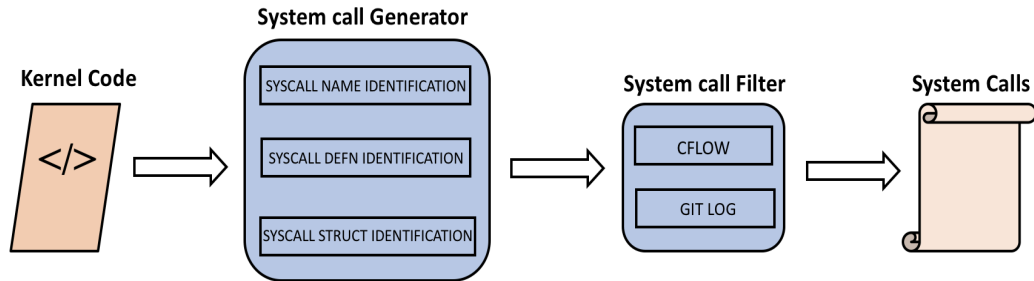 System call Generator
Kernel Code
</>
SYSCALL NAME IDENTIFICATION
SYSCALL DEFN IDENTIFICATION
SYSCALL STRUCT IDENTIFICATION
System call Filter
CFLOW
GIT LOG
System Calls